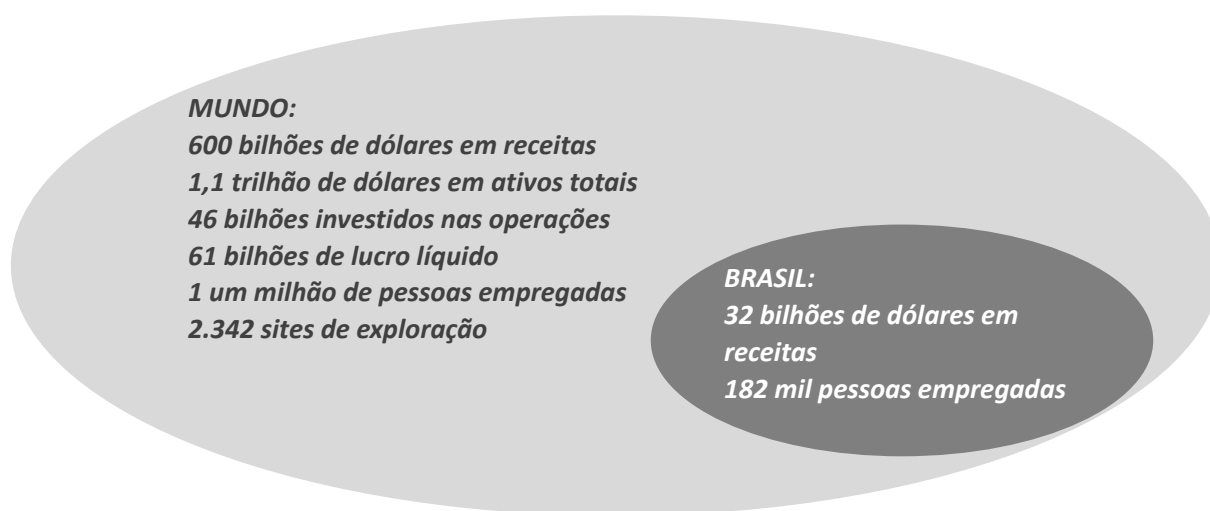 MUNDO:
600 bilhões de dólares em receitas
1,1 trilhão de dólares em ativos totais
46 bilhões investidos nas operações
61 bilhões de lucro líquido
1 um milhão de pessoas empregadas
2.342 sites de exploração
BRASIL:
32 bilhões de dólares em
receitas
182 mil pessoas empregadas